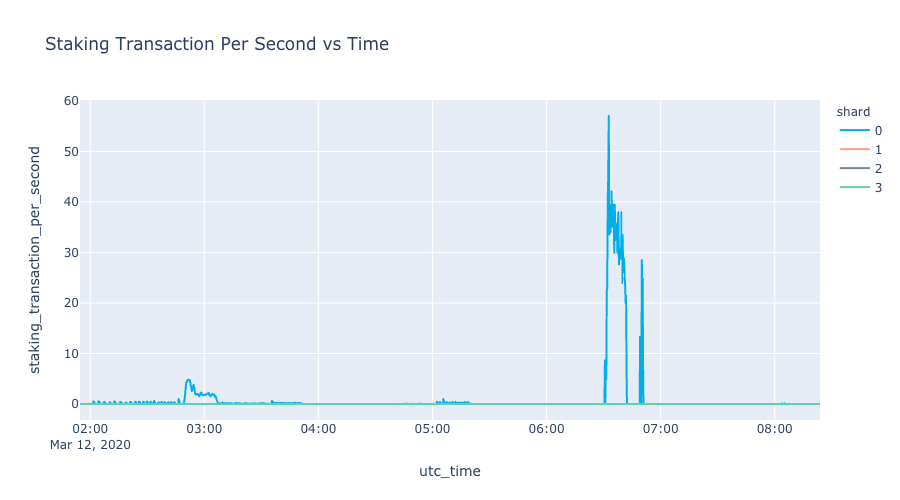 Staking Transaction Per Second vs Time
staking_transaction_per_second
60
50
40
30
20
10
0
02:00 03:00 04:00 05:00 06:00 07:00 08:00
Mar 12, 2020
utc_time
shard
0
1
2
3